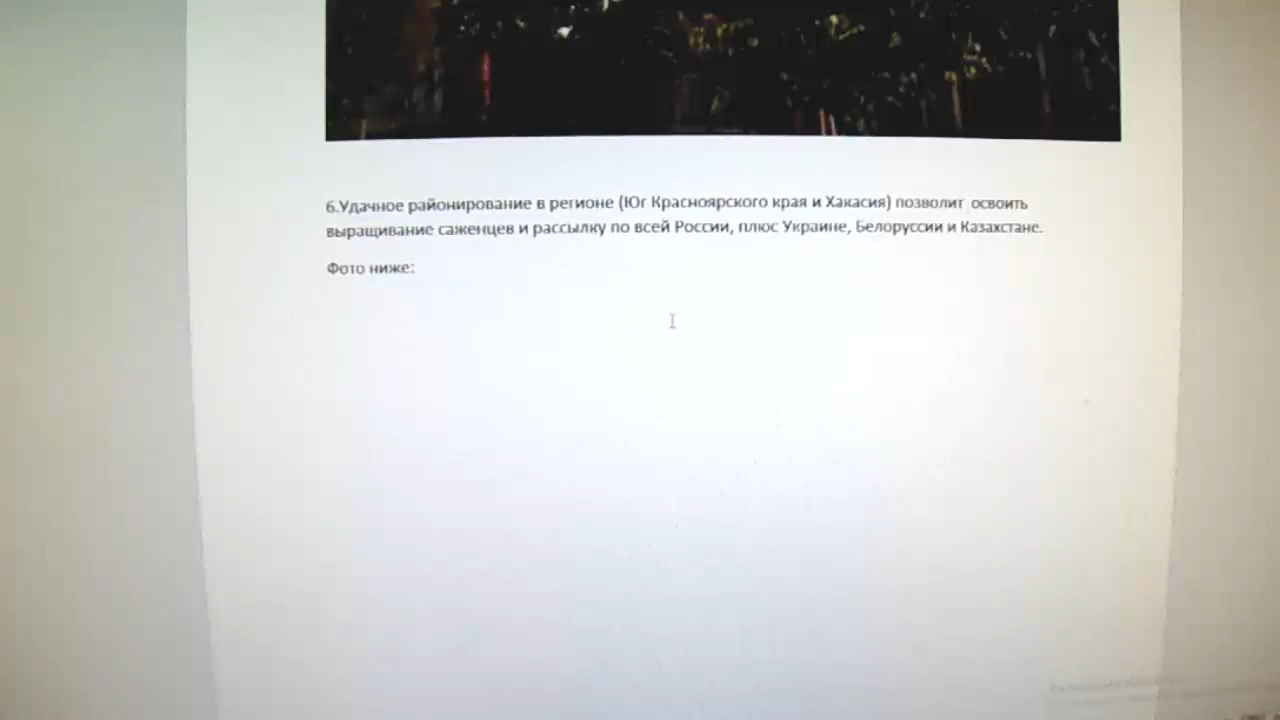 6.Удачное районирование в регионе (Юг Красноярского края и Хакасия) позволит освоить
выращивание саженцев и рассылку по всей России, плюс Украине, Белоруссии и Казахстане.
Фото ниже: